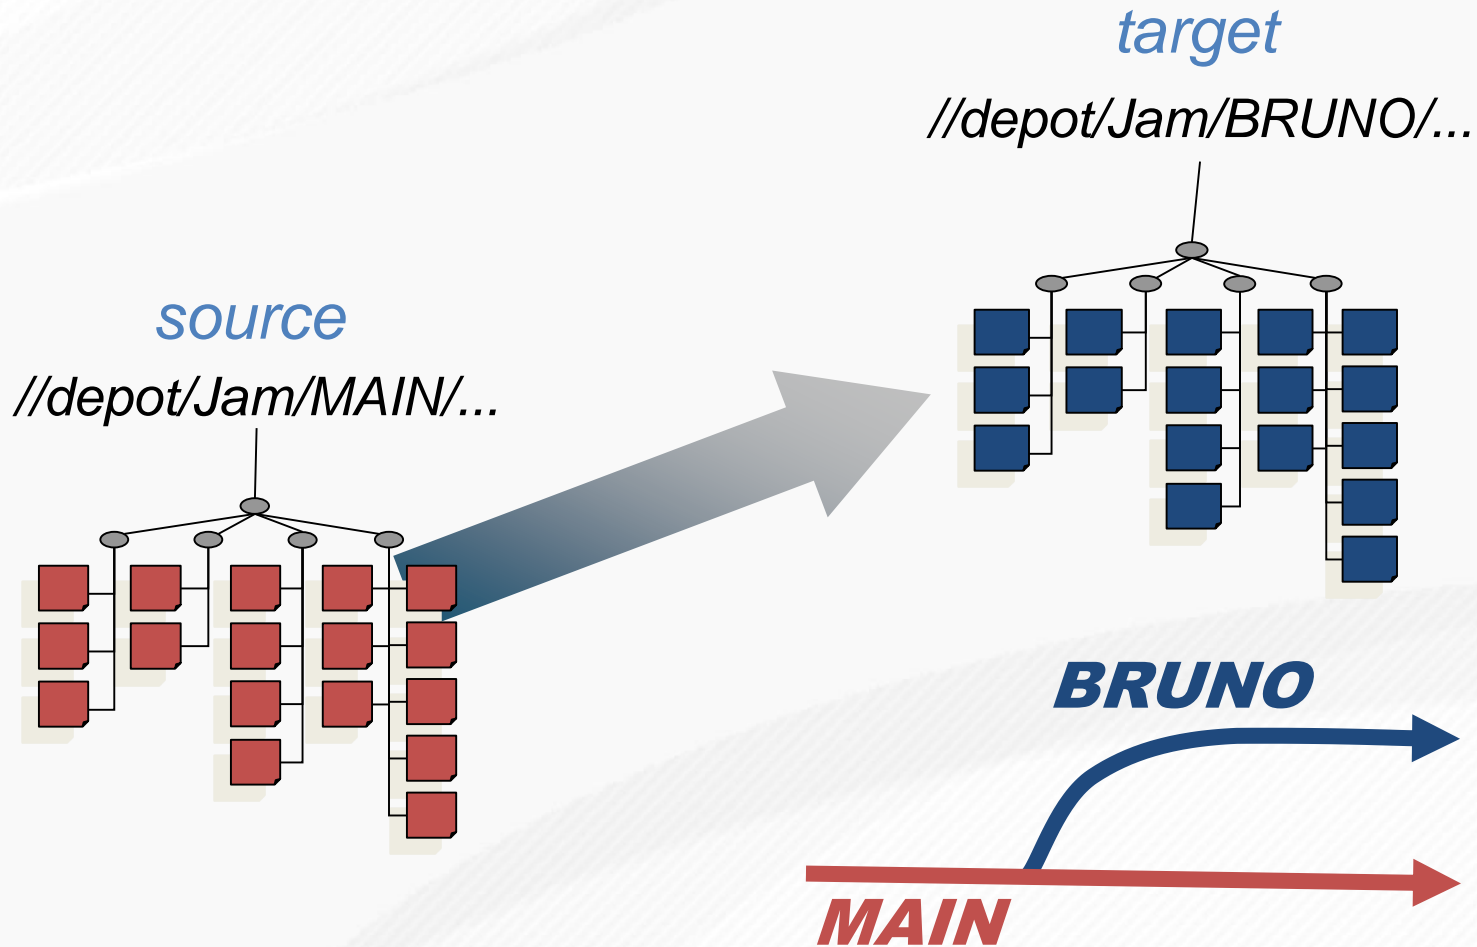 target
//depot/Jam/BRUNO/...
source
//depot/Jam/MAIN/...
BRUNO
MAIN